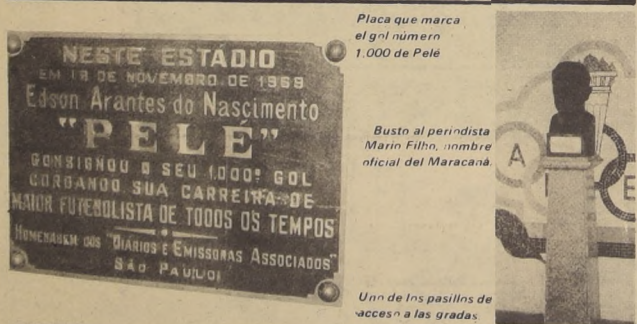 NESTE ESTÁDIO
EM 19 DE NOVEMBRO DE 1969
Edson Arantes do Nascimento
"PELÉ"
CONSIGNOU O SEU 1.000º GOL
COROANDO SUA CARREIRA DE
MAIOR FUTEBOLISTA DE TODOS OS TEMPOS
HOMENAGEM DOS "DIÁRIOS E EMISSORAS ASSOCIADOS"
SÃO PAULO
Placa que marca
el gol número
1.000 de Pelé
Busto al periodista
Mario Filho, nombre
oficial del Maracaná.
Uno de los pasillos de
acceso a las gradas.
A
E